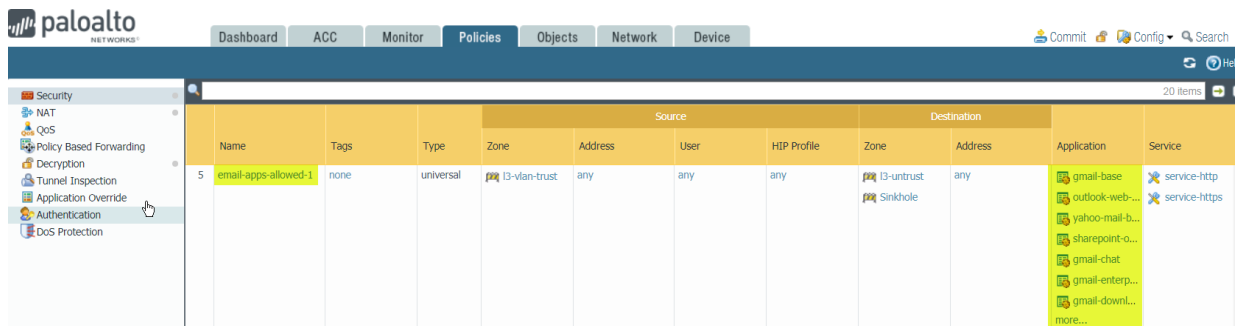 paloalto
NETWORKS®
Dashboard ACC Monitor Policies Objects Network Device
Commit Config Search
Hel
Security
NAT
QoS
Policy Based Forwarding
Decryption
Tunnel Inspection
Application Override
Authentication
DoS Protection
20 items
Source Destination
Name Tags Type Zone Address User HIP Profile Zone Address Application Service
5 email-apps-allowed-1 none universal l3-vlan-trust any any any l3-untrust any gmail-base service-http
Sinkhole outlook-web-... service-https
yahoo-mail-b...
sharepoint-o...
gmail-chat
gmail-enterp...
gmail-downl...
more...